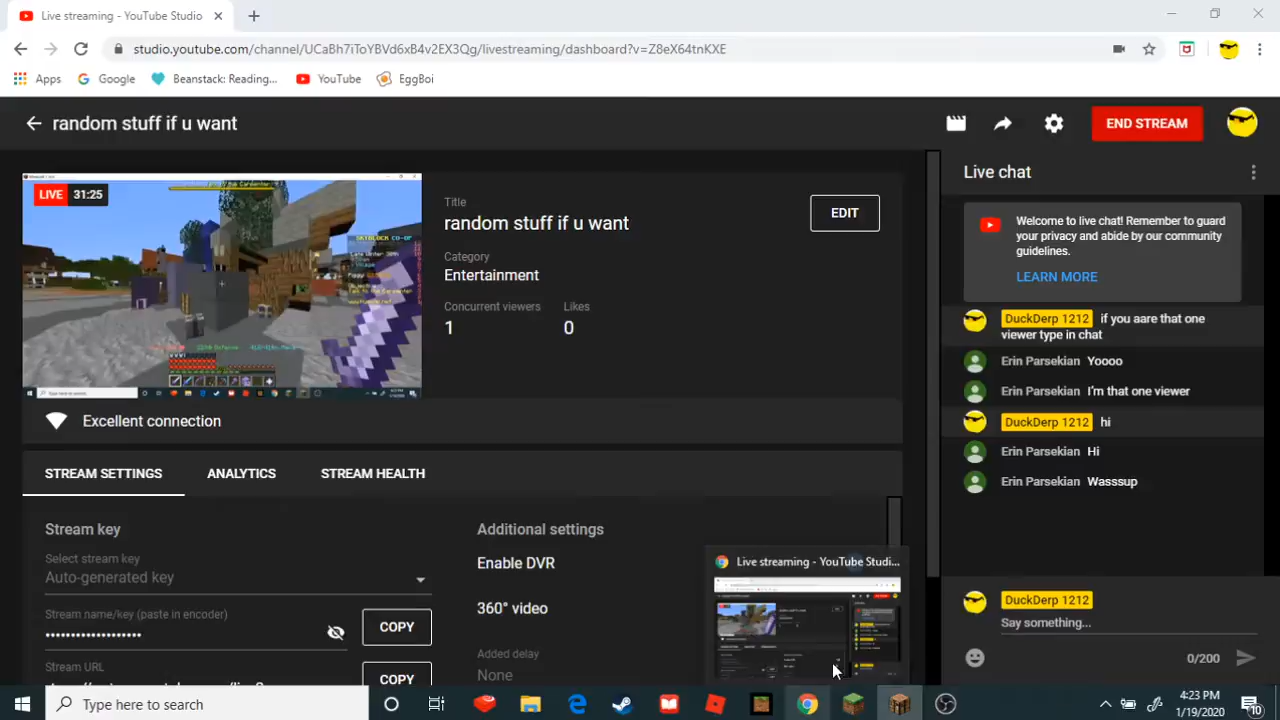 Live streaming - YouTube Studio
studio.youtube.com/channel/UCaBh7iToYBVd6xB4v2EX3Qg/livestreaming/dashboard?v=Z8eX64tnKXE
Apps Google Beanstack: Reading... YouTube EggBoi
random stuff if u want
END STREAM
LIVE 31:25
SKYBLOCK CO-OP
Title
random stuff if u want
EDIT
Category
Entertainment
Concurrent viewers Likes
1 0
Excellent connection
STREAM SETTINGS ANALYTICS STREAM HEALTH
Stream key
Select stream key
Auto-generated key
Stream name/key (paste in encoder)
•••••••••••••••••••
COPY
Stream URL
COPY
Additional settings
Enable DVR
360° video
Added delay
None
Live streaming - YouTube Studi...
Live chat
Welcome to live chat! Remember to guard
your privacy and abide by our community
guidelines.
LEARN MORE
DuckDerp 1212 if you aare that one
viewer type in chat
Erin Parsekian Yoooo
Erin Parsekian I'm that one viewer
DuckDerp 1212 hi
Erin Parsekian Hi
Erin Parsekian Wasssup
DuckDerp 1212
Say something...
0/200
Type here to search
4:23 PM
1/19/2020
10